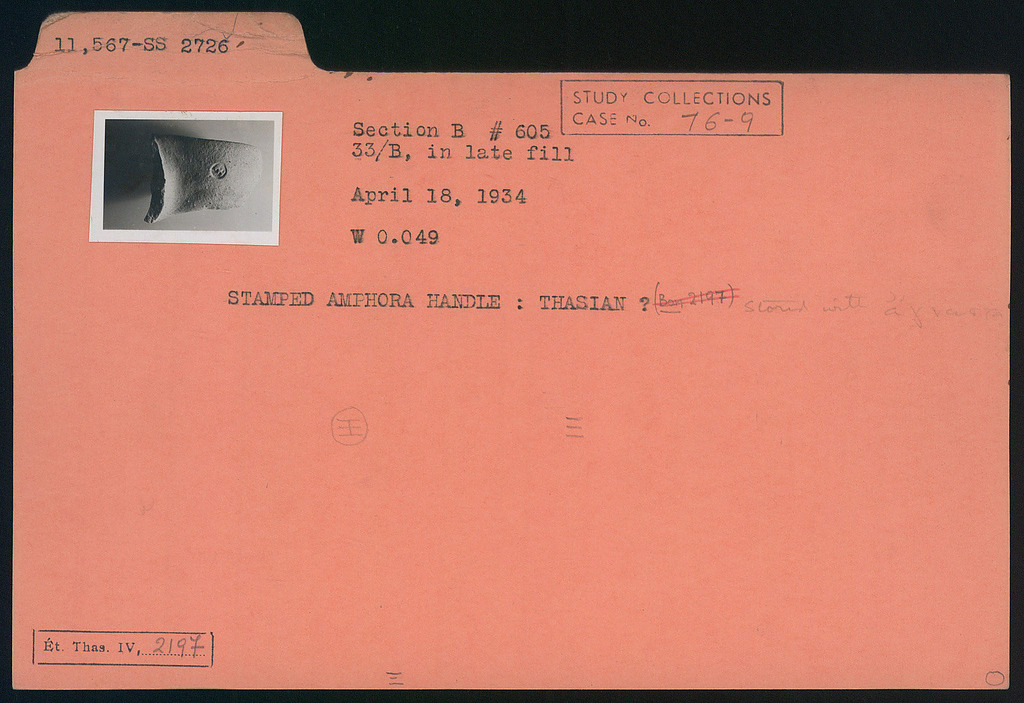 11,567-SS 2726
STUDY COLLECTIONS
CASE No. 76-9
Section B # 605
33/B, in late fill
April 18, 1934
W 0.049
STAMPED AMPHORA HANDLE : THASIAN ? (Bon, 2197) stored with
Ξ
Ét. Thas. IV, 2197
Ξ